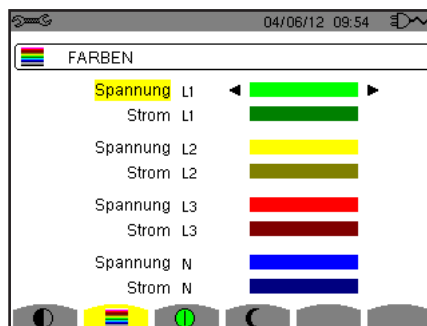 04/06/12 09:54
FARBEN
Spannung L1
Strom L1
Spannung L2
Strom L2
Spannung L3
Strom L3
Spannung N
Strom N